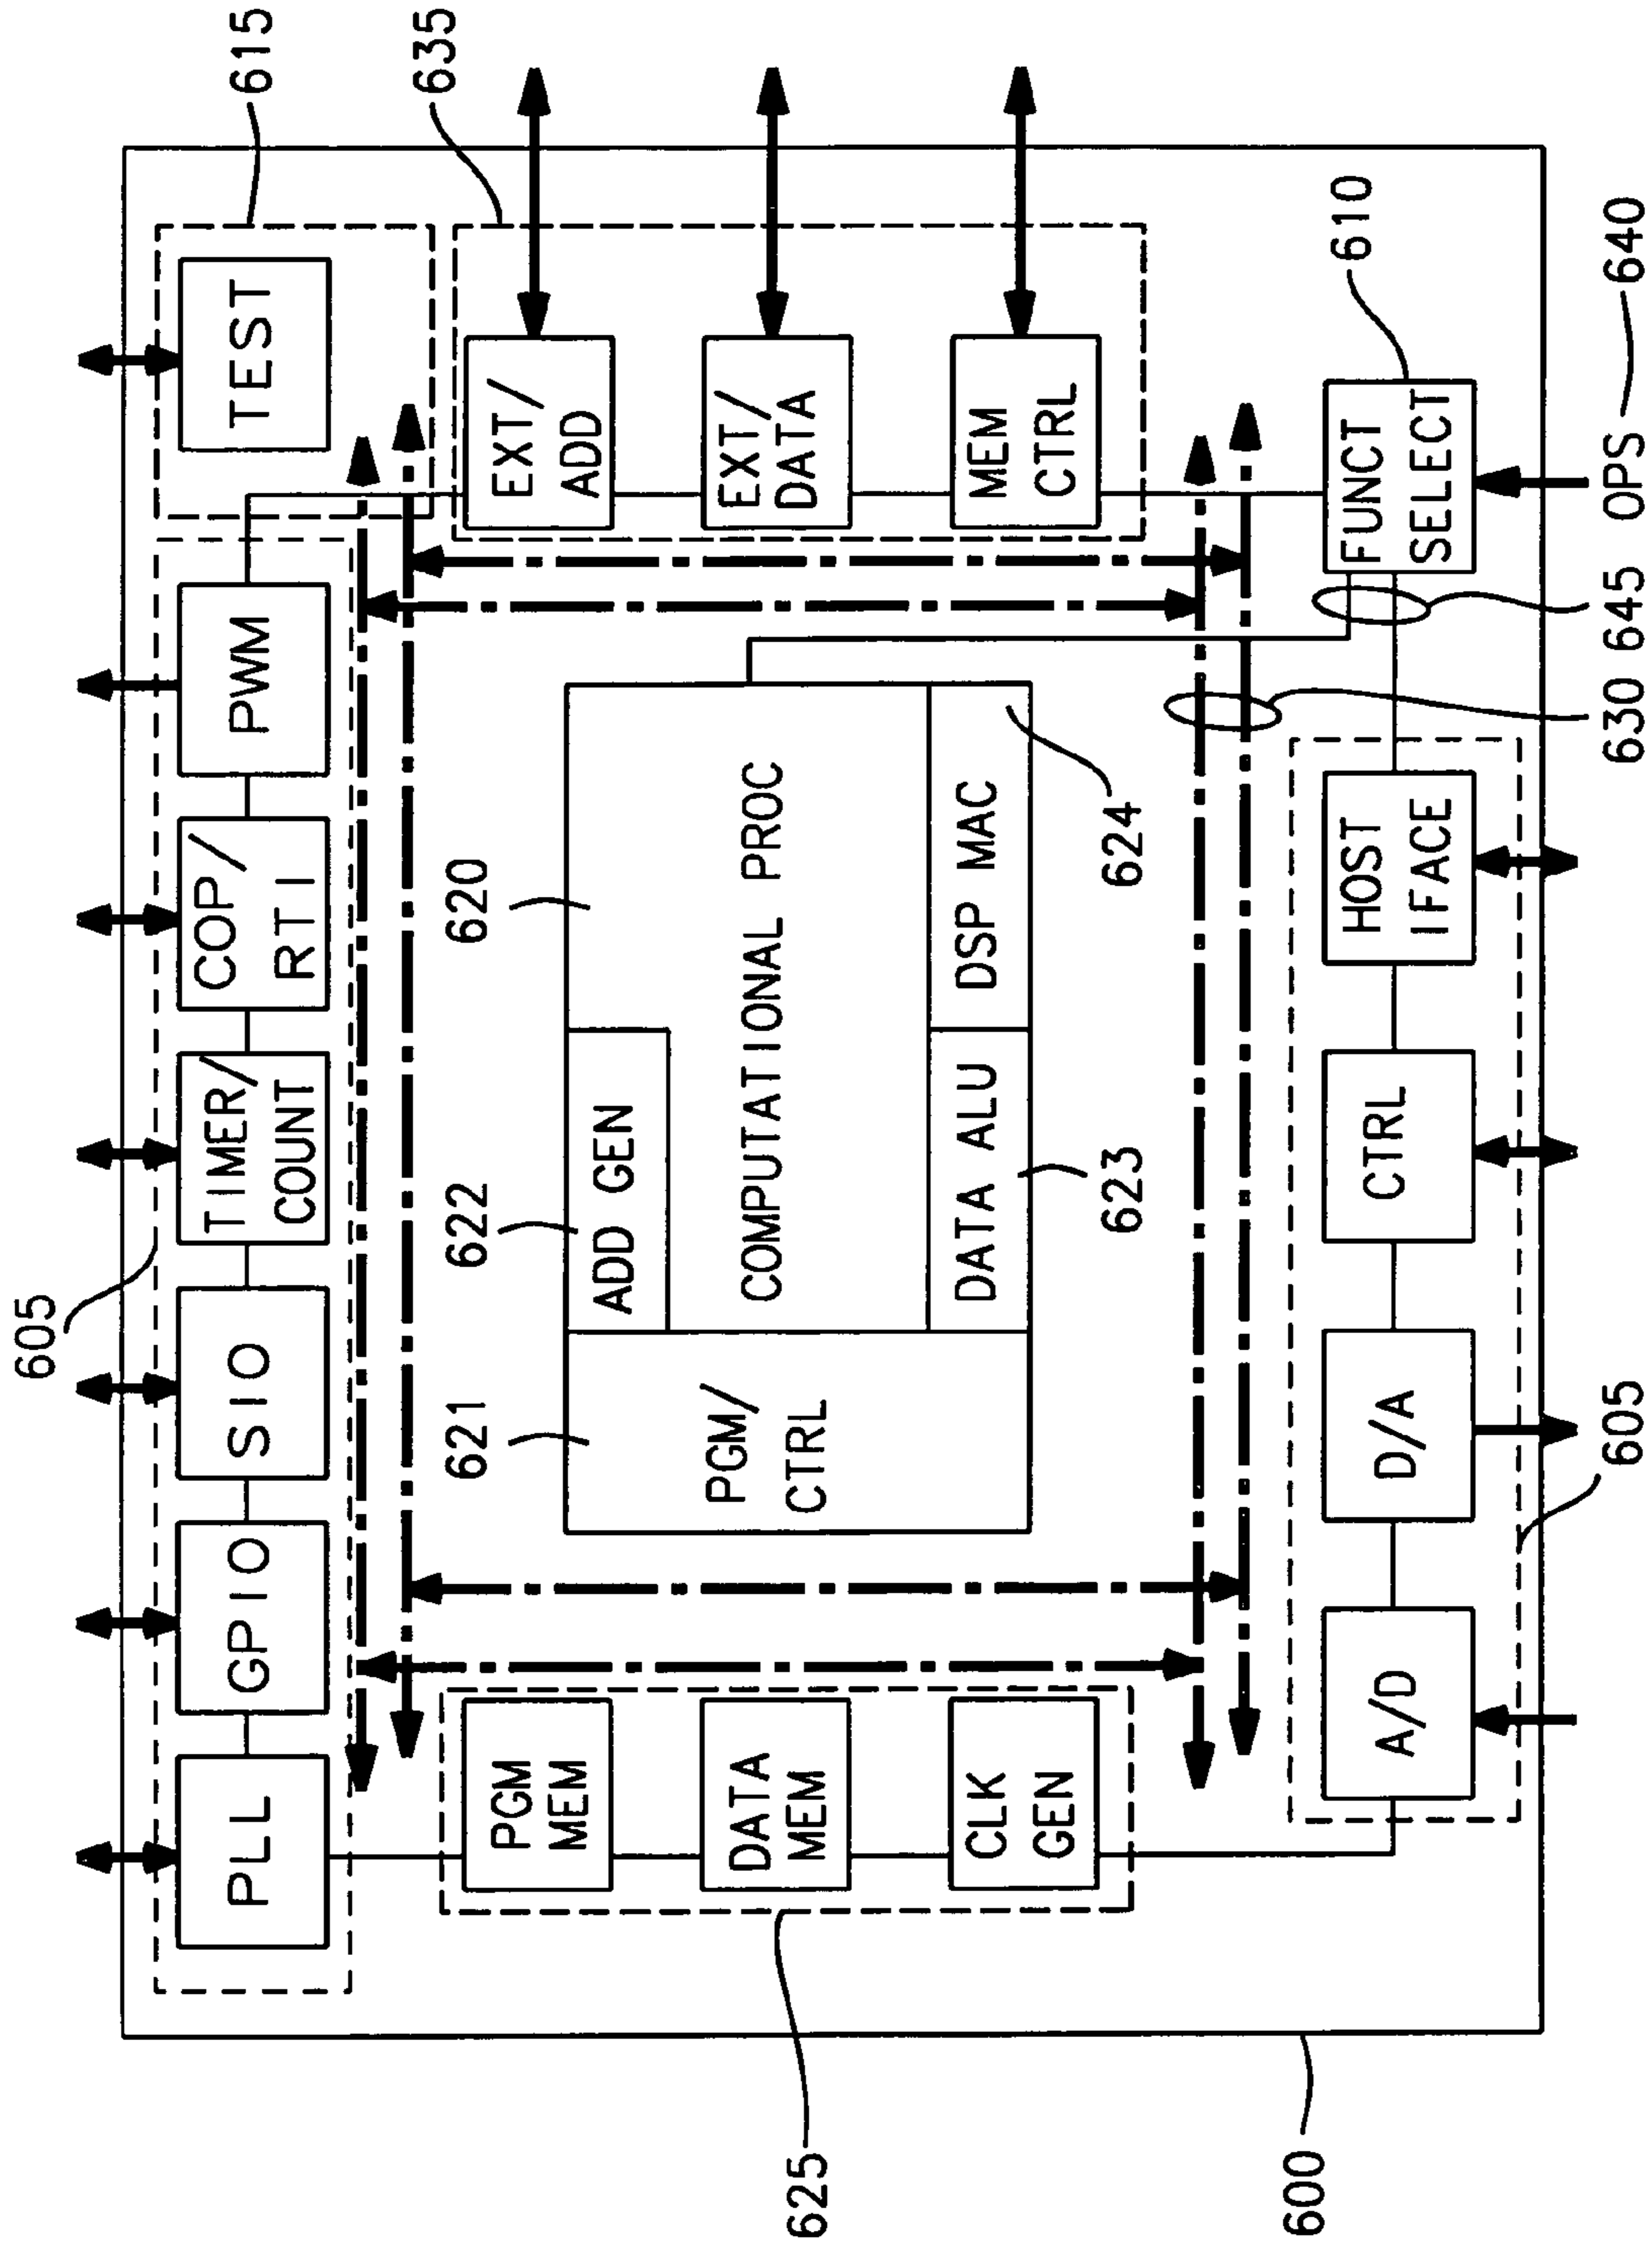 605
615
PLL
GPIO
SIO
TIMER/
COUNT
COP/
RTI
PWM
TEST
635
621
622
620
PGM
MEM
ADD GEN
EXT/
ADD
PGM/
CTRL
COMPUTATIONAL PROC
DATA
MEM
EXT/
DATA
625
DATA ALU
DSP MAC
CLK
GEN
MEM
CTRL
623
624
600
610
A/D
D/A
CTRL
HOST
IFACE
FUNCT
SELECT
605
630
645
OPS
640